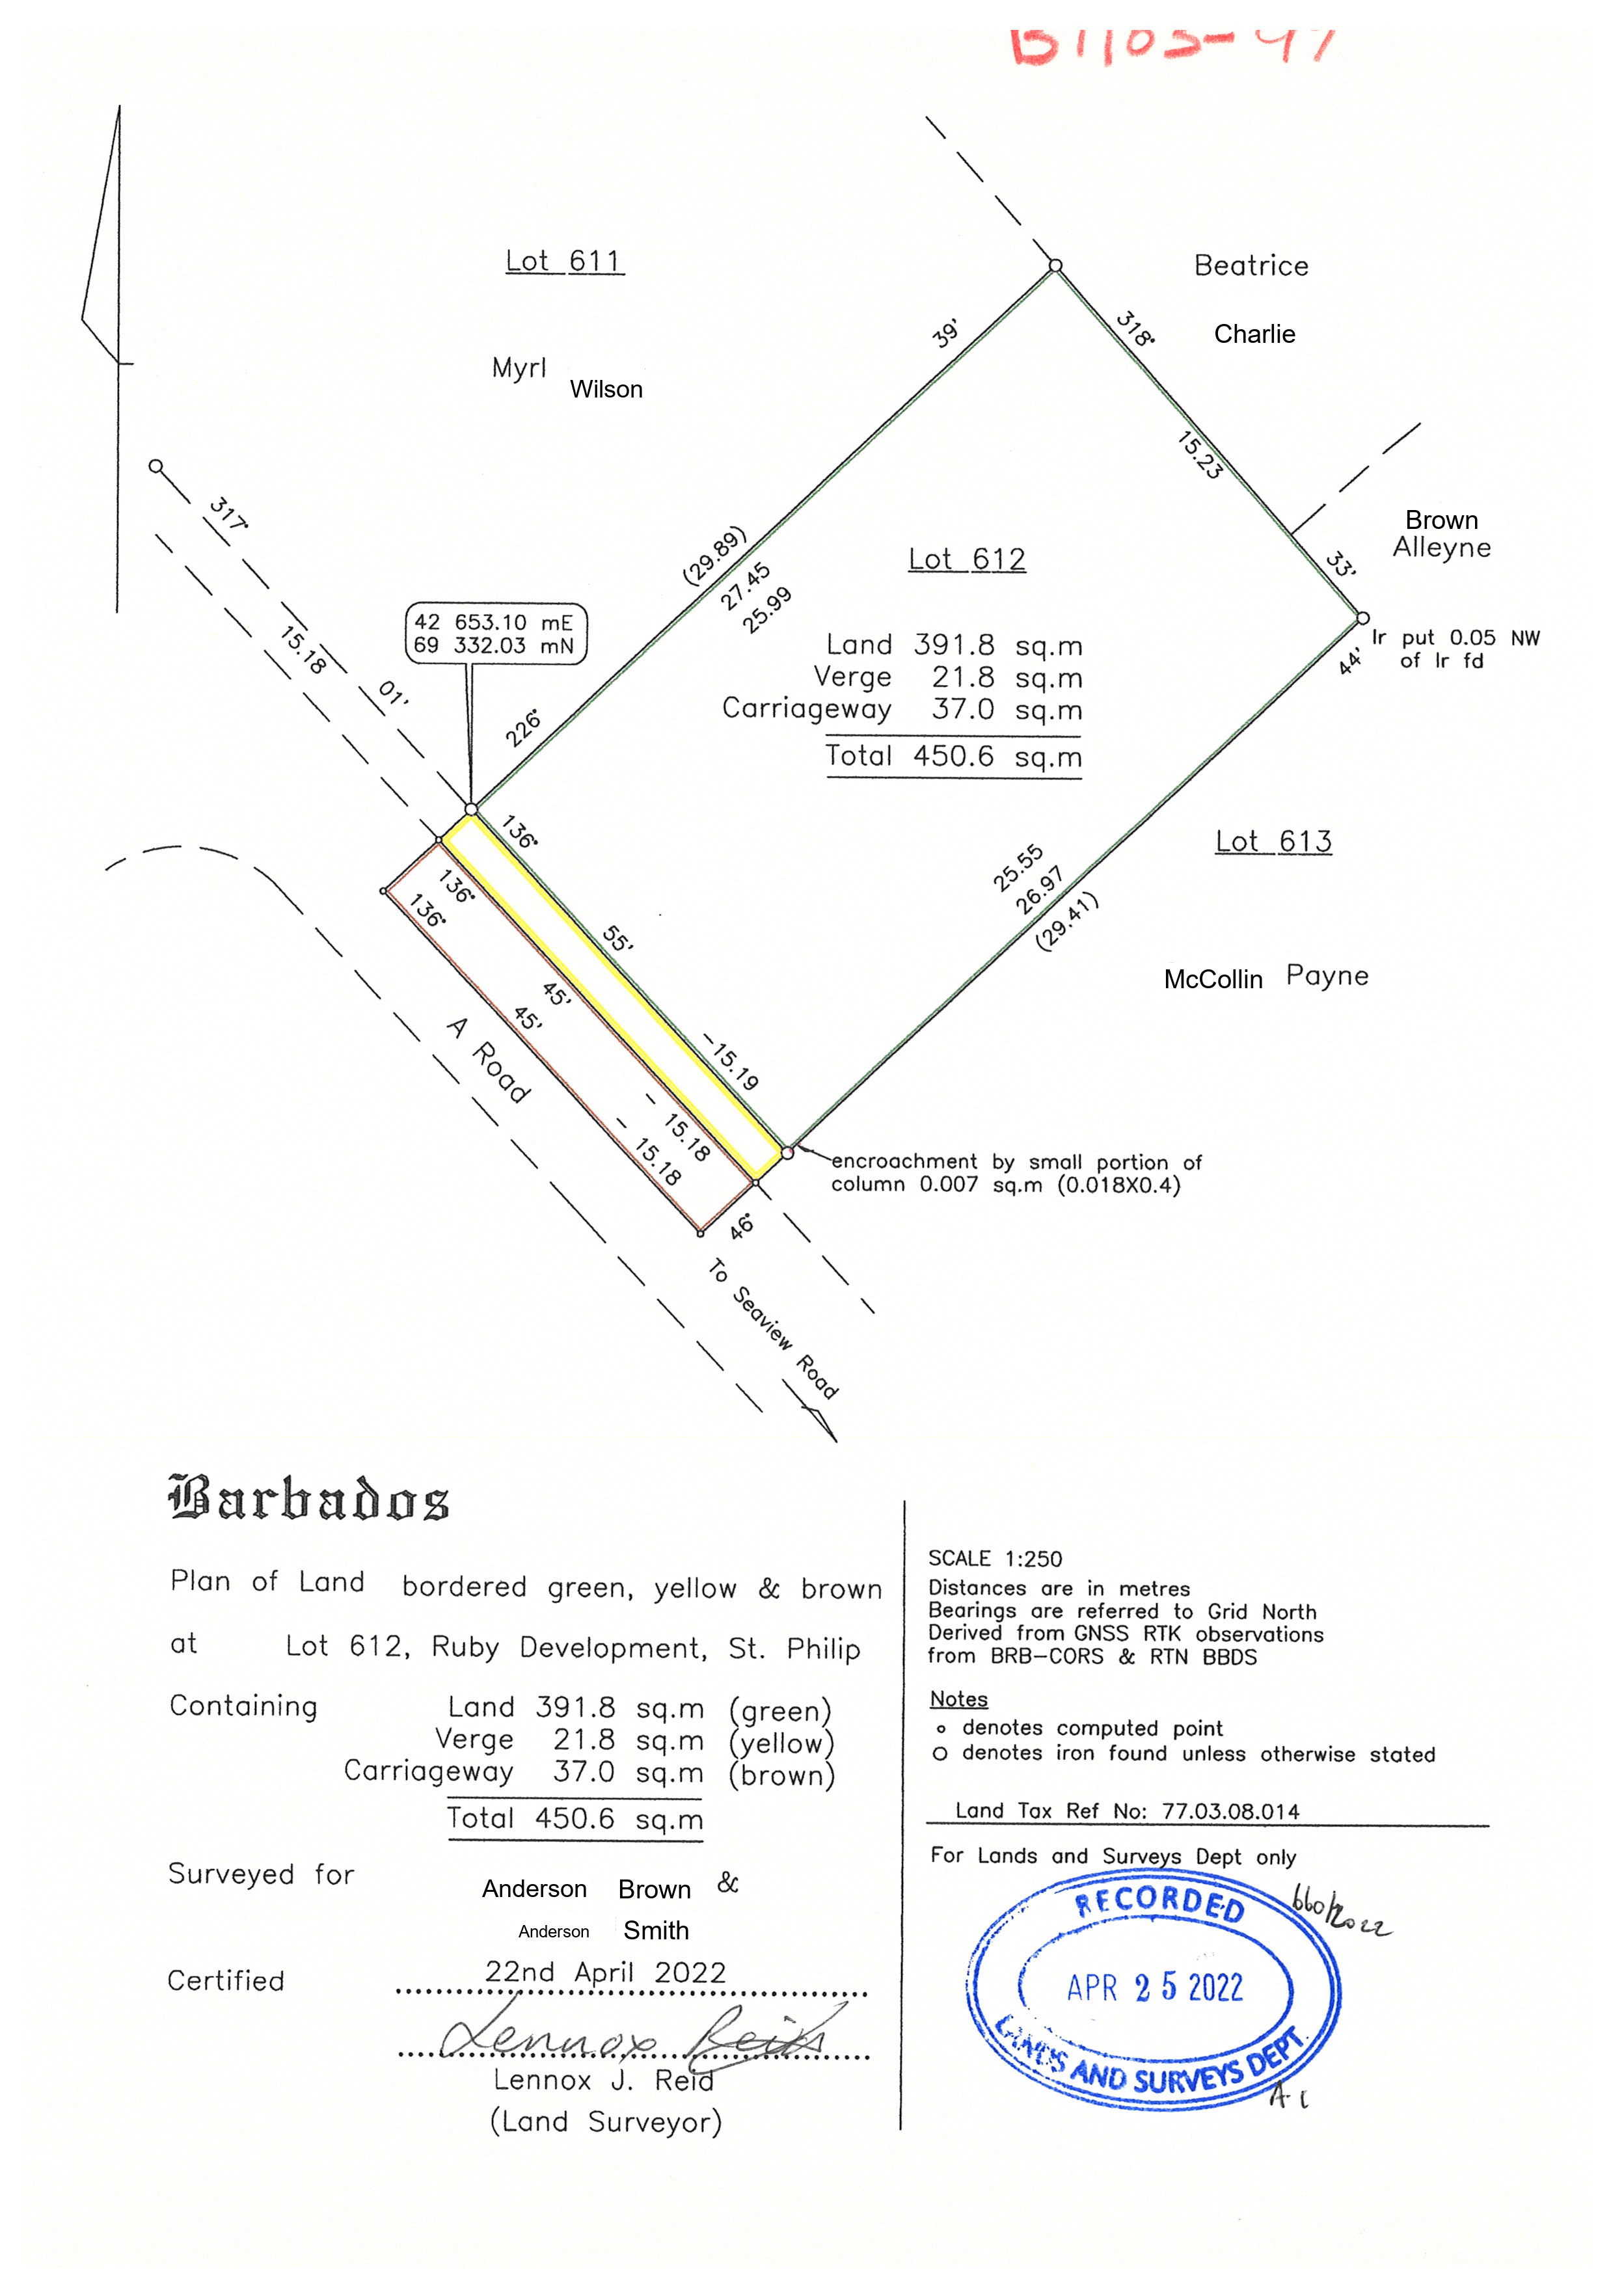 Lot 611
Myrl Wilson
Beatrice
Charlie
39'
318°
15.23
33'
Brown
Alleyne
Ir put 0.05 NW
of Ir fd
44'
317°
15.18
01'
42 653.10 mE
69 332.03 mN
226°
(29.89)
27.45
25.99
Lot 612
Land 391.8 sq.m
Verge 21.8 sq.m
Carriageway 37.0 sq.m
Total 450.6 sq.m
Lot 613
25.55
26.97
(29.41)
McCollin Payne
136°
55'
-15.19
136°
45'
- 15.18
136°
45'
- 15.18
46°
A Road
To Seaview Road
encroachment by small portion of
column 0.007 sq.m (0.018X0.4)
Barbados
Plan of Land bordered green, yellow & brown
at Lot 612, Ruby Development, St. Philip
Containing Land 391.8 sq.m (green)
Verge 21.8 sq.m (yellow)
Carriageway 37.0 sq.m (brown)
Total 450.6 sq.m
Surveyed for Anderson Brown &
Anderson Smith
Certified 22nd April 2022
Lennox Reid
Lennox J. Reid
(Land Surveyor)
SCALE 1:250
Distances are in metres
Bearings are referred to Grid North
Derived from GNSS RTK observations
from BRB-CORS & RTN BBDS
Notes
o denotes computed point
O denotes iron found unless otherwise stated
Land Tax Ref No: 77.03.08.014
For Lands and Surveys Dept only
660/2022
RECORDED
APR 25 2022
LANDS AND SURVEYS DEPT